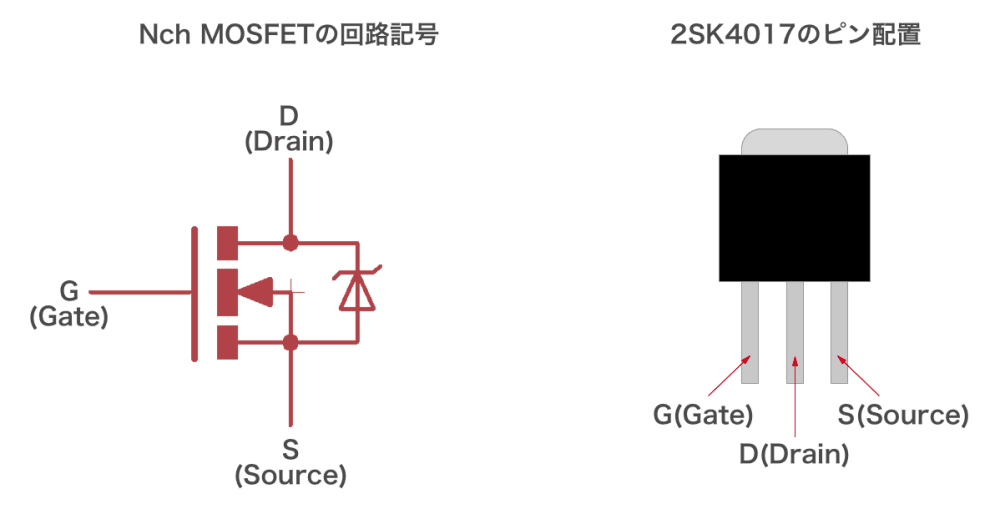 Nch MOSFETの回路記号
D
(Drain)
G
(Gate)
S
(Source)
2SK4017のピン配置
G(Gate)
S(Source)
D(Drain)